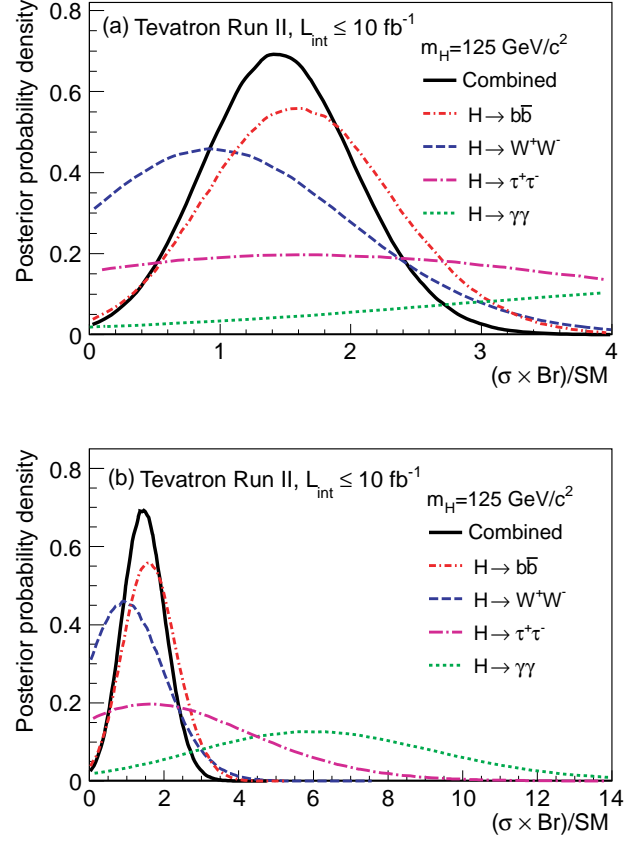 (a) Tevatron Run II, L_int ≤ 10 fb⁻¹
m_H=125 GeV/c²
Combined
H→bb̅
H→W⁺W⁻
H→τ⁺τ⁻
H→γγ
Posterior probability density
0.8
0.6
0.4
0.2
0
0 1 2 3 4
(σ × Br)/SM
(b) Tevatron Run II, L_int ≤ 10 fb⁻¹
m_H=125 GeV/c²
Combined
H→bb̅
H→W⁺W⁻
H→τ⁺τ⁻
H→γγ
Posterior probability density
0.8
0.6
0.4
0.2
0
0 2 4 6 8 10 12 14
(σ × Br)/SM